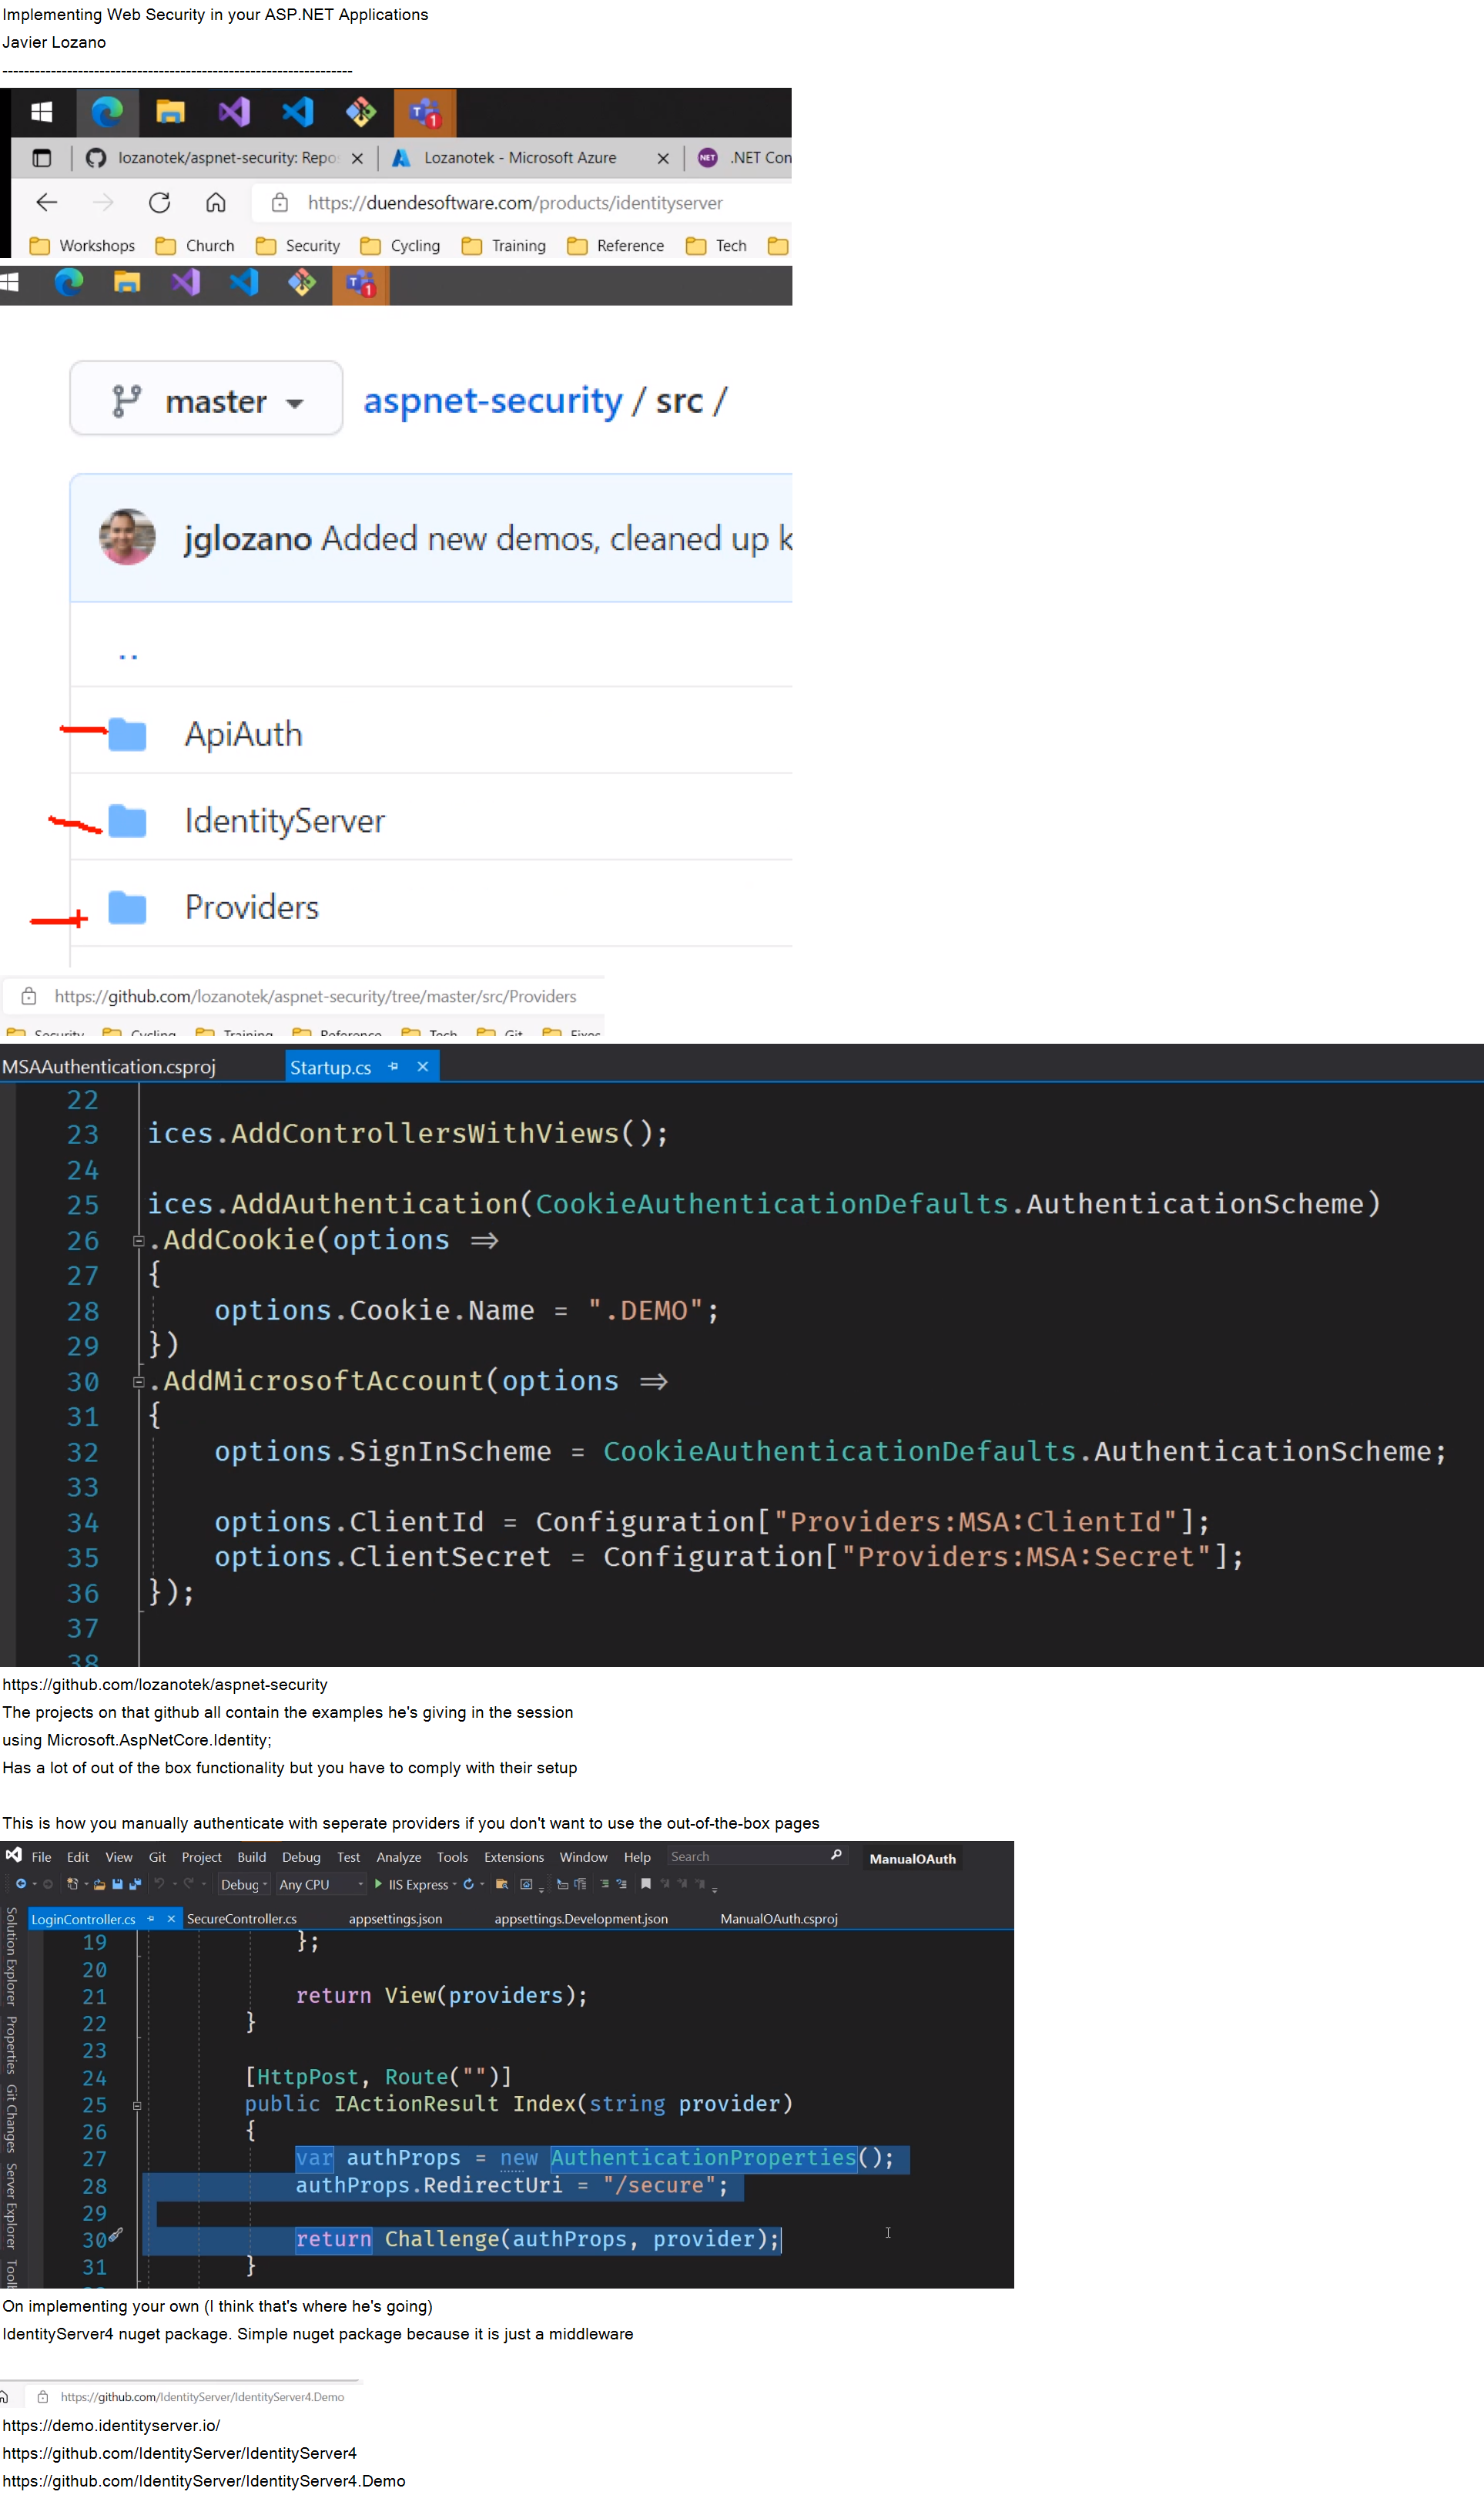 Implementing Web Security in your ASP.NET Applications
Javier Lozano
-----------------------------------------------------------------
lozanotek/aspnet-security: Repo
Lozanotek - Microsoft Azure
.NET Con
https://duendesoftware.com/products/identityserver
Workshops Church Security Cycling Training Reference Tech
master aspnet-security / src /
jglozano Added new demos, cleaned up k
..
ApiAuth
IdentityServer
Providers
https://github.com/lozanotek/aspnet-security/tree/master/src/Providers
Security Cycling Training Reference Tech Git
MSAAuthentication.csproj Startup.cs
22
23 ices.AddControllersWithViews();
24
25 ices.AddAuthentication(CookieAuthenticationDefaults.AuthenticationScheme)
26 .AddCookie(options =>
27 {
28 options.Cookie.Name = ".DEMO";
29 })
30 .AddMicrosoftAccount(options =>
31 {
32 options.SignInScheme = CookieAuthenticationDefaults.AuthenticationScheme;
33
34 options.ClientId = Configuration["Providers:MSA:ClientId"];
35 options.ClientSecret = Configuration["Providers:MSA:Secret"];
36 });
37
38
https://github.com/lozanotek/aspnet-security
The projects on that github all contain the examples he's giving in the session
using Microsoft.AspNetCore.Identity;
Has a lot of out of the box functionality but you have to comply with their setup
This is how you manually authenticate with seperate providers if you don't want to use the out-of-the-box pages
File Edit View Git Project Build Debug Test Analyze Tools Extensions Window Help Search ManualOAuth
Debug Any CPU IIS Express
Solution Explorer Properties Git Changes Server Explorer Tool
LoginController.cs SecureController.cs appsettings.json appsettings.Development.json ManualOAuth.csproj
19 };
20
21 return View(providers);
22 }
23
24 [HttpPost, Route("")]
25 public IActionResult Index(string provider)
26 {
27 var authProps = new AuthenticationProperties();
28 authProps.RedirectUri = "/secure";
29
30 return Challenge(authProps, provider);
31 }
On implementing your own (I think that's where he's going)
IdentityServer4 nuget package. Simple nuget package because it is just a middleware
https://github.com/IdentityServer/IdentityServer4.Demo
https://demo.identityserver.io/
https://github.com/IdentityServer/IdentityServer4
https://github.com/IdentityServer/IdentityServer4.Demo